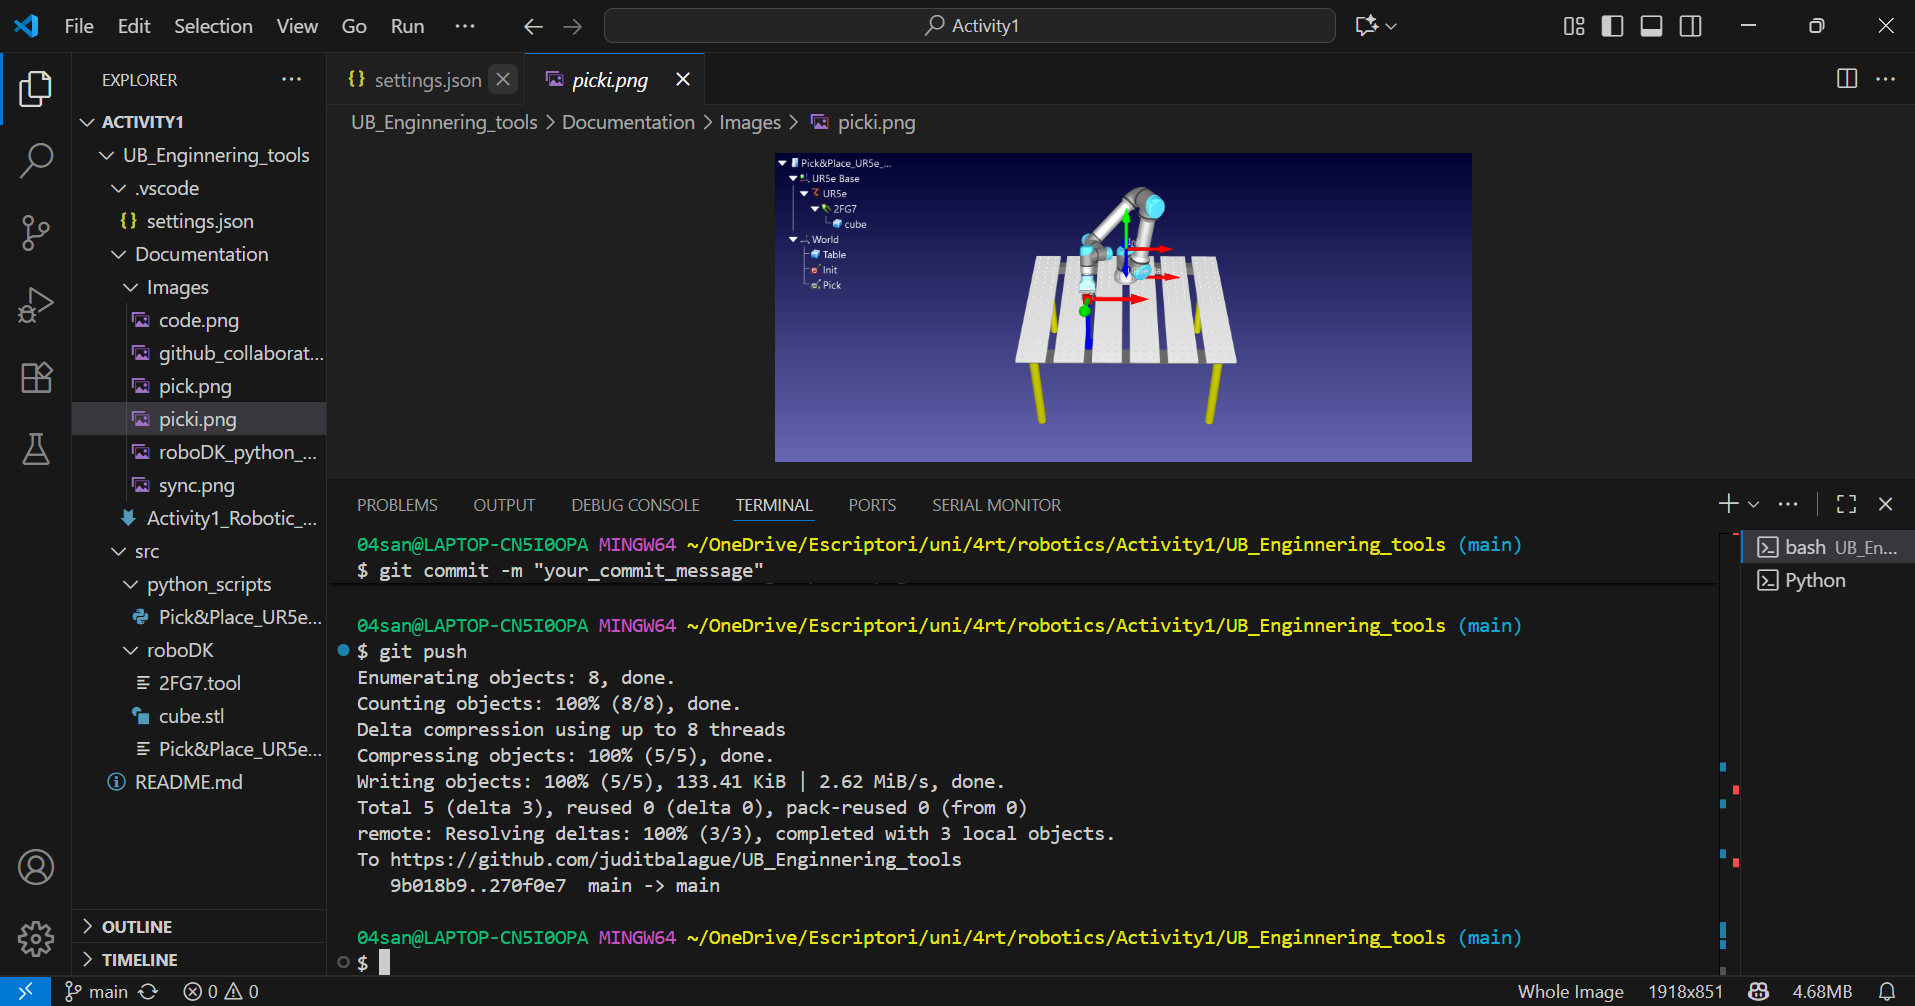 File Edit Selection View Go Run ··· Activity1
EXPLORER ···
ACTIVITY1
UB_Enginnering_tools
.vscode
{} settings.json
Documentation
Images
code.png
github_collaborat...
pick.png
picki.png
roboDK_python_...
sync.png
Activity1_Robotic_...
src
python_scripts
Pick&Place_UR5e...
roboDK
2FG7.tool
cube.stl
Pick&Place_UR5e...
README.md
OUTLINE
TIMELINE
{} settings.json
picki.png
UB_Enginnering_tools > Documentation > Images > picki.png
Pick&Place_UR5e_...
UR5e Base
UR5e
2FG7
cube
World
Table
Init
Pick
PROBLEMS OUTPUT DEBUG CONSOLE TERMINAL PORTS SERIAL MONITOR
04san@LAPTOP-CN5I0OPA MINGW64 ~/OneDrive/Escriptori/uni/4rt/robotics/Activity1/UB_Enginnering_tools (main)
$ git commit -m "your_commit_message"
04san@LAPTOP-CN5I0OPA MINGW64 ~/OneDrive/Escriptori/uni/4rt/robotics/Activity1/UB_Enginnering_tools (main)
$ git push
Enumerating objects: 8, done.
Counting objects: 100% (8/8), done.
Delta compression using up to 8 threads
Compressing objects: 100% (5/5), done.
Writing objects: 100% (5/5), 133.41 KiB | 2.62 MiB/s, done.
Total 5 (delta 3), reused 0 (delta 0), pack-reused 0 (from 0)
remote: Resolving deltas: 100% (3/3), completed with 3 local objects.
To https://github.com/juditbalague/UB_Enginnering_tools
9b018b9..270f0e7 main -> main
04san@LAPTOP-CN5I0OPA MINGW64 ~/OneDrive/Escriptori/uni/4rt/robotics/Activity1/UB_Enginnering_tools (main)
$
bash UB_En...
Python
main 0 0 Whole Image 1918x851 4.68MB